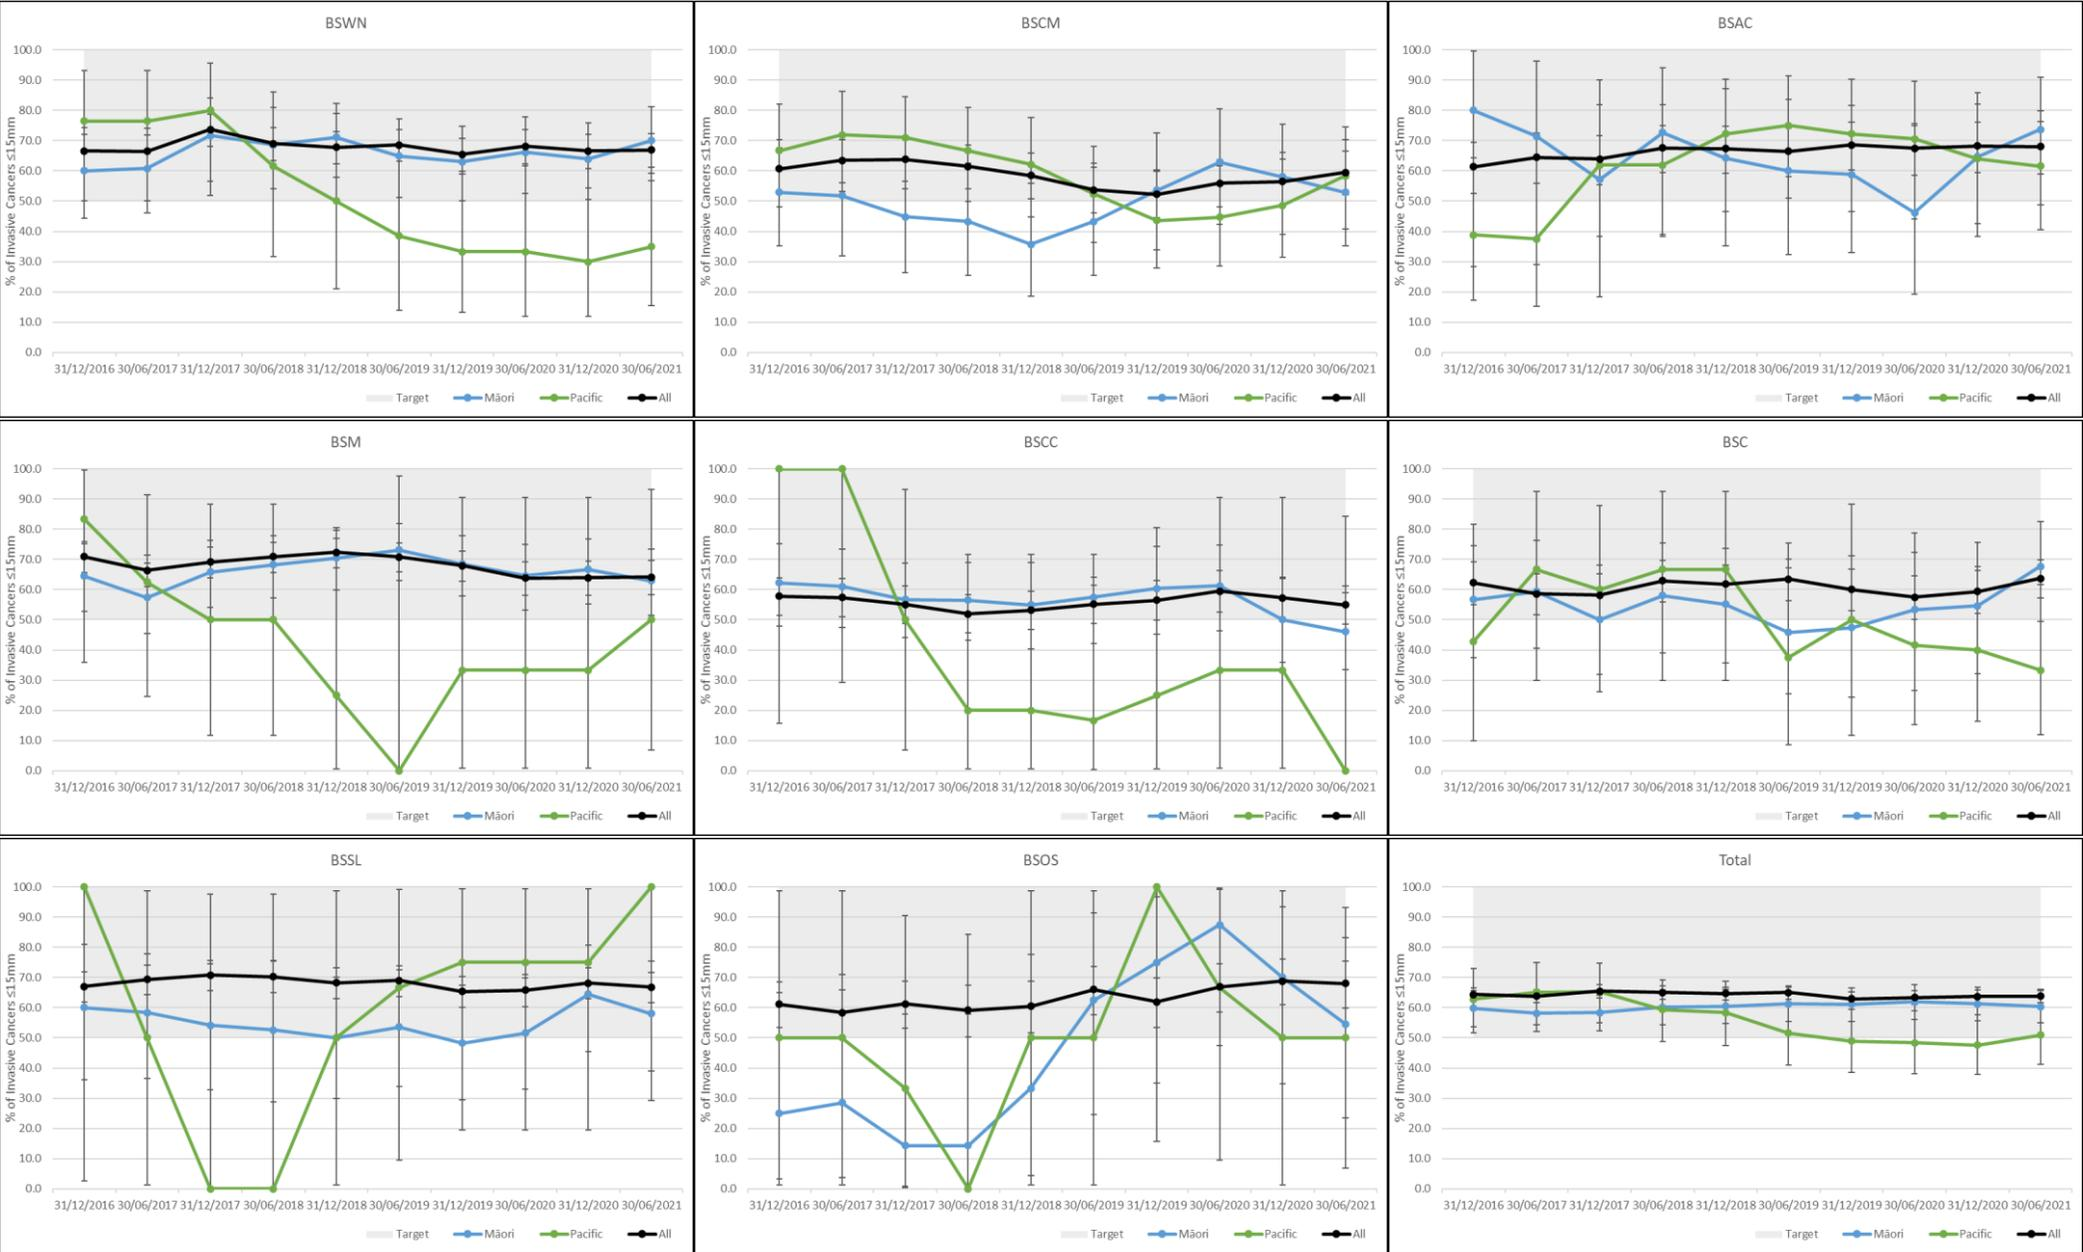 BSWN
% of Invasive Cancers ≤15mm
100.0
90.0
80.0
70.0
60.0
50.0
40.0
30.0
20.0
10.0
0.0
31/12/2016 30/06/2017 31/12/2017 30/06/2018 31/12/2018 30/06/2019 31/12/2019 30/06/2020 31/12/2020 30/06/2021
Target Māori Pacific All
BSCM
% of Invasive Cancers ≤15mm
100.0
90.0
80.0
70.0
60.0
50.0
40.0
30.0
20.0
10.0
0.0
31/12/2016 30/06/2017 31/12/2017 30/06/2018 31/12/2018 30/06/2019 31/12/2019 30/06/2020 31/12/2020 30/06/2021
Target Māori Pacific All
BSAC
% of Invasive Cancers ≤15mm
100.0
90.0
80.0
70.0
60.0
50.0
40.0
30.0
20.0
10.0
0.0
31/12/2016 30/06/2017 31/12/2017 30/06/2018 31/12/2018 30/06/2019 31/12/2019 30/06/2020 31/12/2020 30/06/2021
Target Māori Pacific All
BSM
% of Invasive Cancers ≤15mm
100.0
90.0
80.0
70.0
60.0
50.0
40.0
30.0
20.0
10.0
0.0
31/12/2016 30/06/2017 31/12/2017 30/06/2018 31/12/2018 30/06/2019 31/12/2019 30/06/2020 31/12/2020 30/06/2021
Target Māori Pacific All
BSCC
% of Invasive Cancers ≤15mm
100.0
90.0
80.0
70.0
60.0
50.0
40.0
30.0
20.0
10.0
0.0
31/12/2016 30/06/2017 31/12/2017 30/06/2018 31/12/2018 30/06/2019 31/12/2019 30/06/2020 31/12/2020 30/06/2021
Target Māori Pacific All
BSC
% of Invasive Cancers ≤15mm
100.0
90.0
80.0
70.0
60.0
50.0
40.0
30.0
20.0
10.0
0.0
31/12/2016 30/06/2017 31/12/2017 30/06/2018 31/12/2018 30/06/2019 31/12/2019 30/06/2020 31/12/2020 30/06/2021
Target Māori Pacific All
BSSL
% of Invasive Cancers ≤15mm
100.0
90.0
80.0
70.0
60.0
50.0
40.0
30.0
20.0
10.0
0.0
31/12/2016 30/06/2017 31/12/2017 30/06/2018 31/12/2018 30/06/2019 31/12/2019 30/06/2020 31/12/2020 30/06/2021
Target Māori Pacific All
BSOS
% of Invasive Cancers ≤15mm
100.0
90.0
80.0
70.0
60.0
50.0
40.0
30.0
20.0
10.0
0.0
31/12/2016 30/06/2017 31/12/2017 30/06/2018 31/12/2018 30/06/2019 31/12/2019 30/06/2020 31/12/2020 30/06/2021
Target Māori Pacific All
Total
% of Invasive Cancers ≤15mm
100.0
90.0
80.0
70.0
60.0
50.0
40.0
30.0
20.0
10.0
0.0
31/12/2016 30/06/2017 31/12/2017 30/06/2018 31/12/2018 30/06/2019 31/12/2019 30/06/2020 31/12/2020 30/06/2021
Target Māori Pacific All